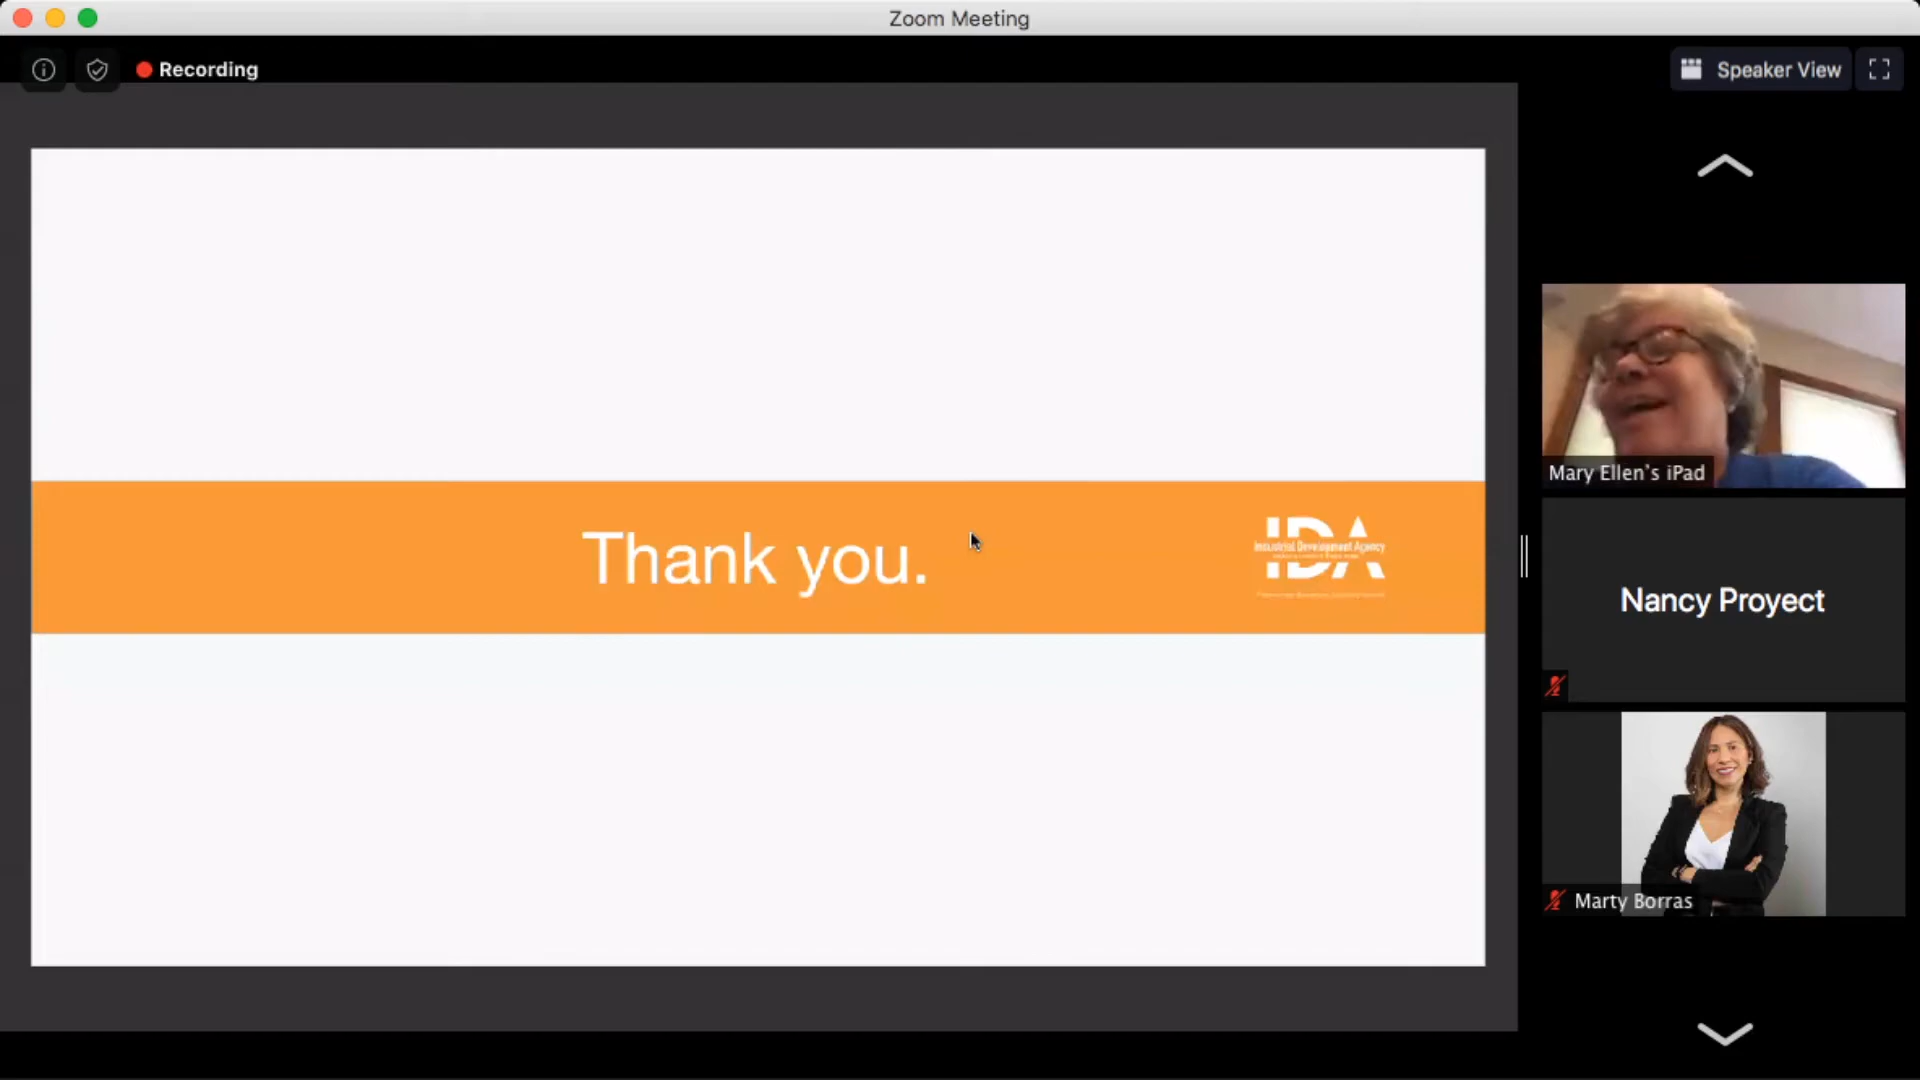 Zoom Meeting
Recording
Speaker View
Thank you.
IDA
Industrial Development Agency
Mary Ellen's iPad
Nancy Proyect
Marty Borras